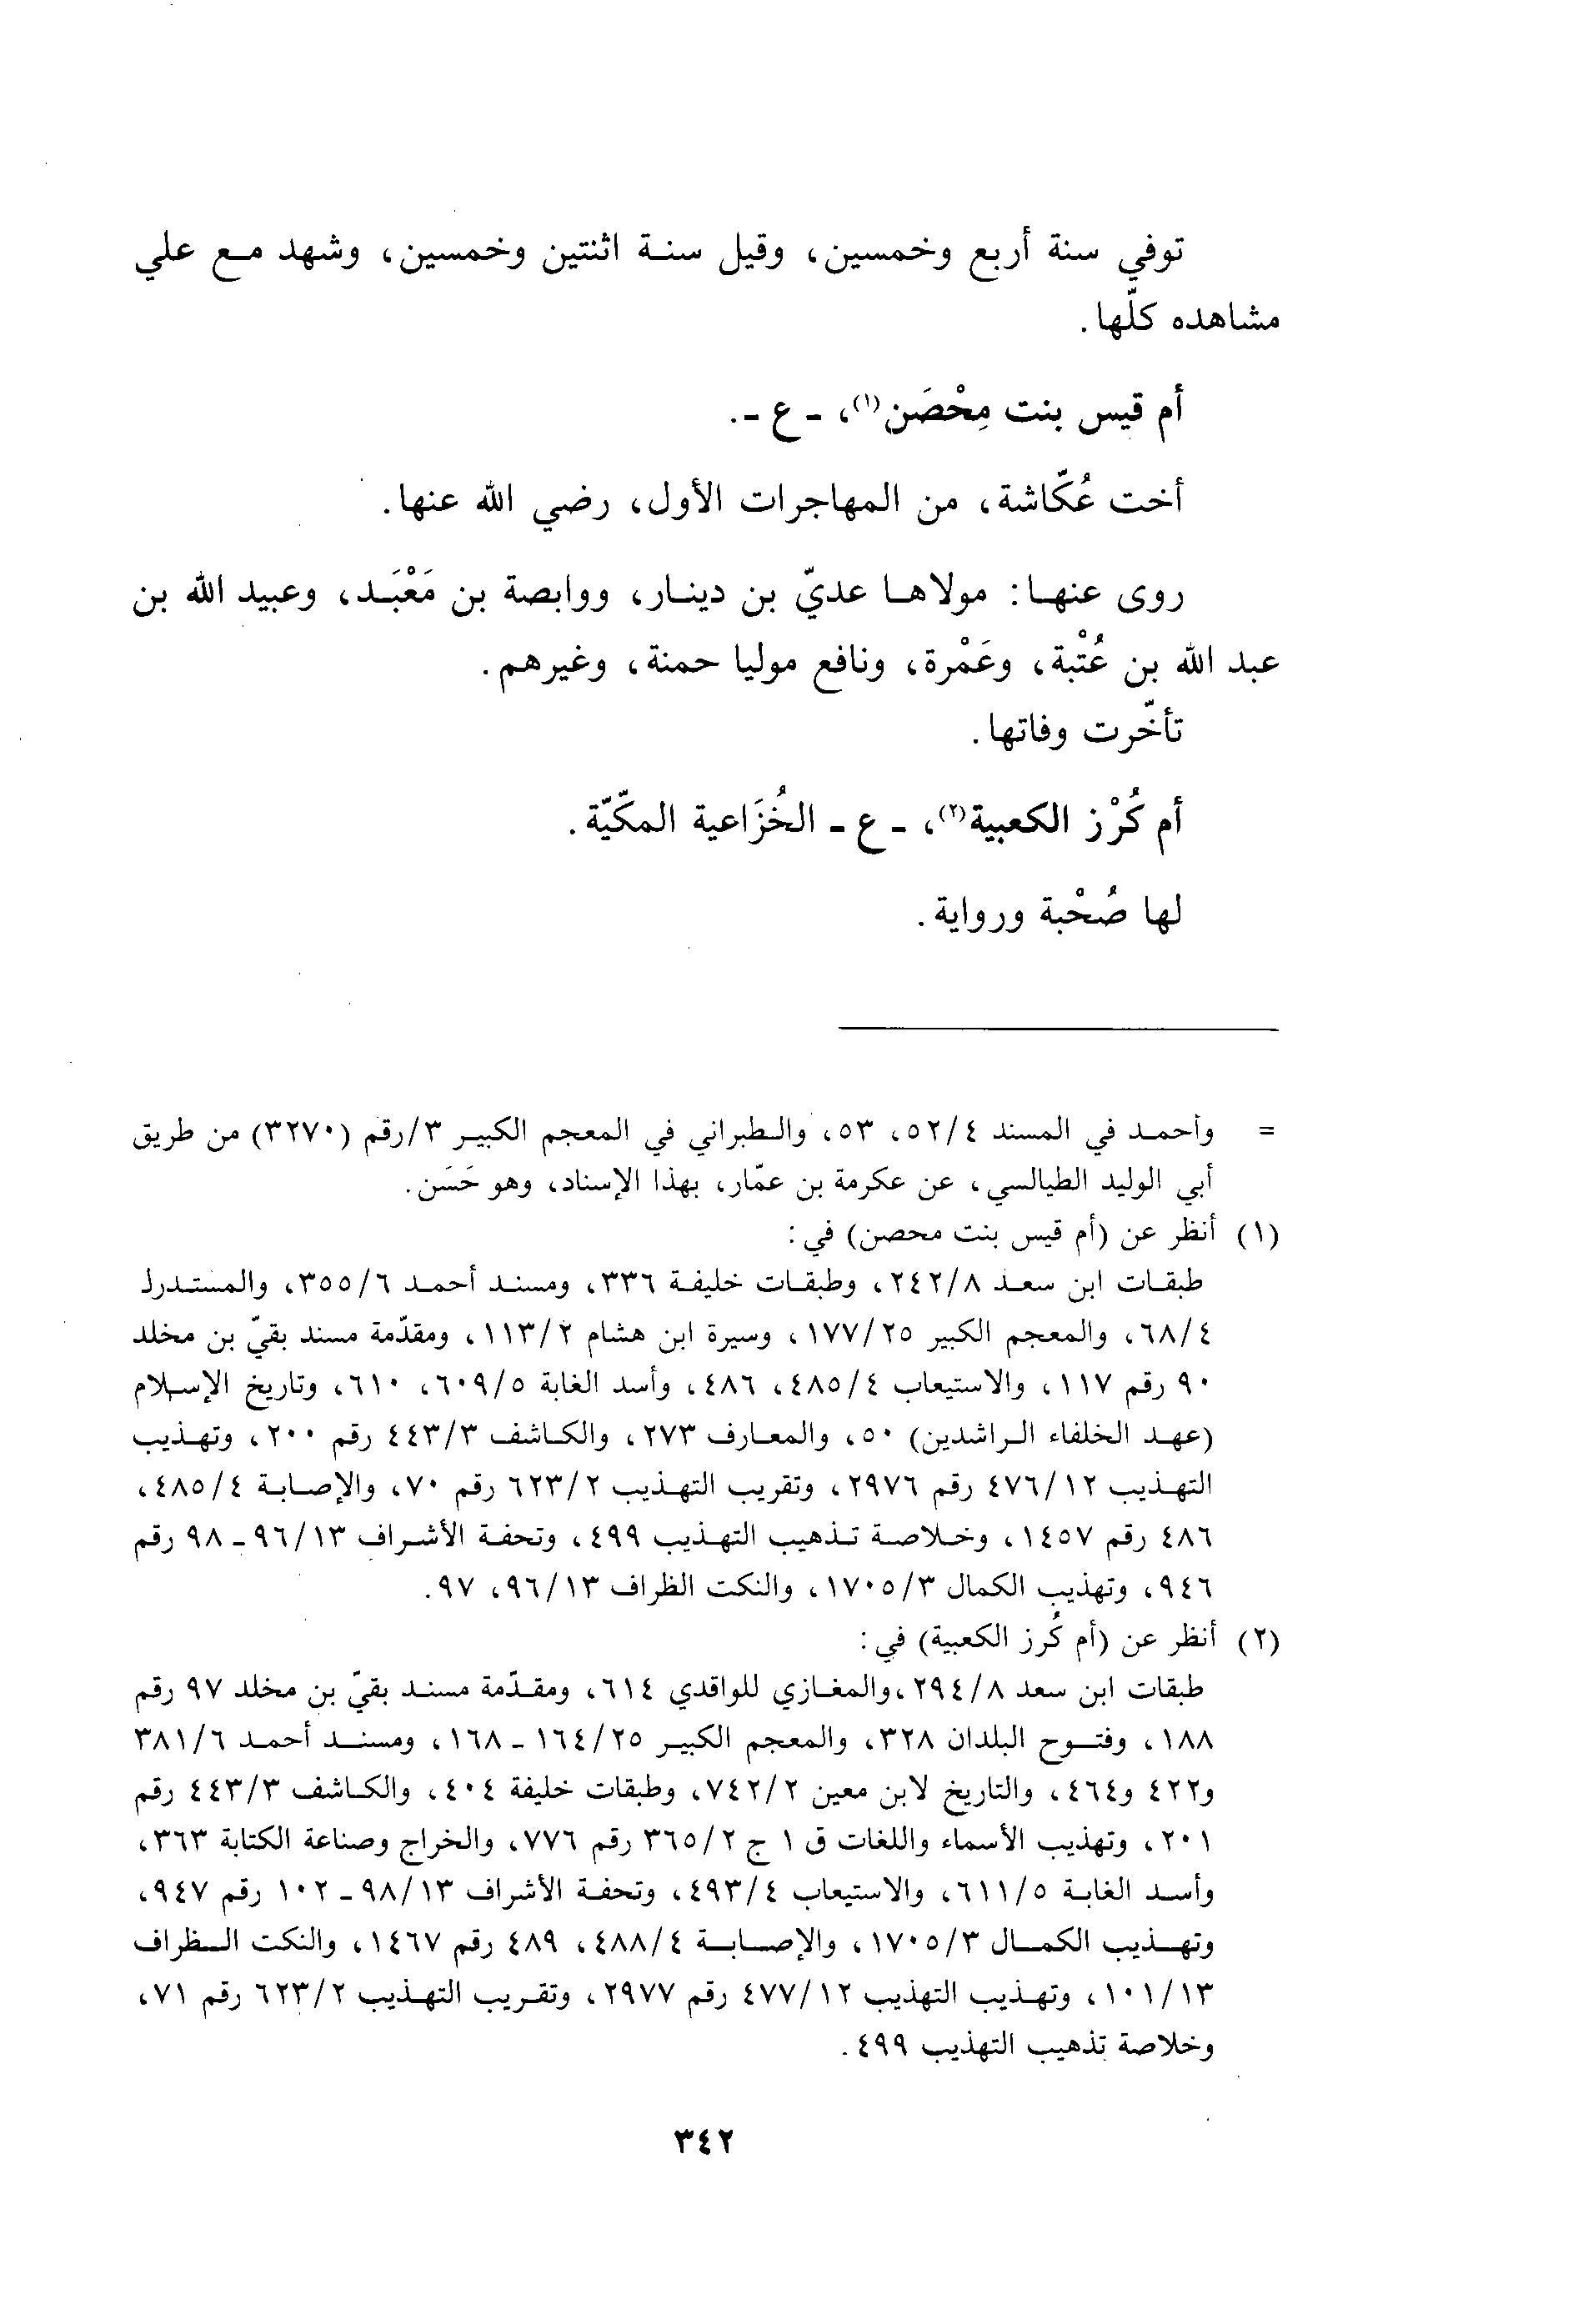 توفي سنة أربع وخمسين، وقيل سنة اثنتين وخمسين، وشهد مع علي
مشاهده كلّها.
أم قيس بنت مِحْصَن(١)، - ع -.
أخت عُكّاشة، من المهاجرات الأول، رضي الله عنها.
روى عنها: مولاها عديّ بن دينار، ووابصة بن مَعْبَد، وعبيد الله بن
عبد الله بن عُتْبة، وعَمْرة، ونافع موليا حمنة، وغيرهم.
تأخّرت وفاتها.
أم كُرْز الكعبية(٢)، - ع - الخُزَاعية المكّيّة.
لها صُحْبة ورواية.
= وأحمد في المسند ٥٢/٤، ٥٣، والطبراني في المعجم الكبير ٣/رقم (٣٢٧٠) من طريق
أبي الوليد الطيالسي، عن عكرمة بن عمّار، بهذا الإسناد، وهو حَسَن.
(١) أنظر عن (أم قيس بنت محصن) في:
طبقات ابن سعد ٢٤٢/٨، وطبقات خليفة ٣٣٦، ومسند أحمد ٣٥٥/٦، والمستدرك
٦٨/٤، والمعجم الكبير ١٧٧/٢٥، وسيرة ابن هشام ١١٣/٢، ومقدّمة مسند بقيّ بن مخلد
٩٠ رقم ١١٧، والاستيعاب ٤٨٥/٤، ٤٨٦، وأسد الغابة ٦٠٩/٥، ٦١٠، وتاريخ الإسلام
(عهد الخلفاء الراشدين) ٥٠، والمعارف ٢٧٣، والكاشف ٤٤٣/٣ رقم ٢٠٠، وتهذيب
التهذيب ٤٧٦/١٢ رقم ٢٩٧٦، وتقريب التهذيب ٦٢٣/٢ رقم ٧٠، والإصابة ٤٨٥/٤،
٤٨٦ رقم ١٤٥٧، وخلاصة تذهيب التهذيب ٤٩٩، وتحفة الأشراف ٩٦/١٣ - ٩٨ رقم
٩٤٦، وتهذيب الكمال ١٧٠٥/٣، والنكت الظراف ٩٦/١٣، ٩٧.
(٢) أنظر عن (أم كُرز الكعبية) في:
طبقات ابن سعد ٢٩٤/٨، والمغازي للواقدي ٦١٤، ومقدّمة مسند بقيّ بن مخلد ٩٧ رقم
١٨٨، وفتوح البلدان ٣٢٨، والمعجم الكبير ١٦٤/٢٥ - ١٦٨، ومسند أحمد ٣٨١/٦
و٤٢٢ و٤٦٤، والتاريخ لابن معين ٧٤٢/٢، وطبقات خليفة ٤٠٤، والكاشف ٤٤٣/٣ رقم
٢٠١، وتهذيب الأسماء واللغات ق ١ ج ٣٦٥/٢ رقم ٧٧٦، والخراج وصناعة الكتابة ٣٦٣،
وأسد الغابة ٦١١/٥، والاستيعاب ٤٩٣/٤، وتحفة الأشراف ٩٨/١٣ - ١٠٢ رقم ٩٤٧،
وتهذيب الكمال ١٧٠٥/٣، والإصابة ٤٨٨/٤، ٤٨٩ رقم ١٤٦٧، والنكت الظراف
١٠١/١٣، وتهذيب التهذيب ٤٧٧/١٢ رقم ٢٩٧٧، وتقريب التهذيب ٦٢٣/٢ رقم ٧١،
وخلاصة تذهيب التهذيب ٤٩٩.
٣٤٢